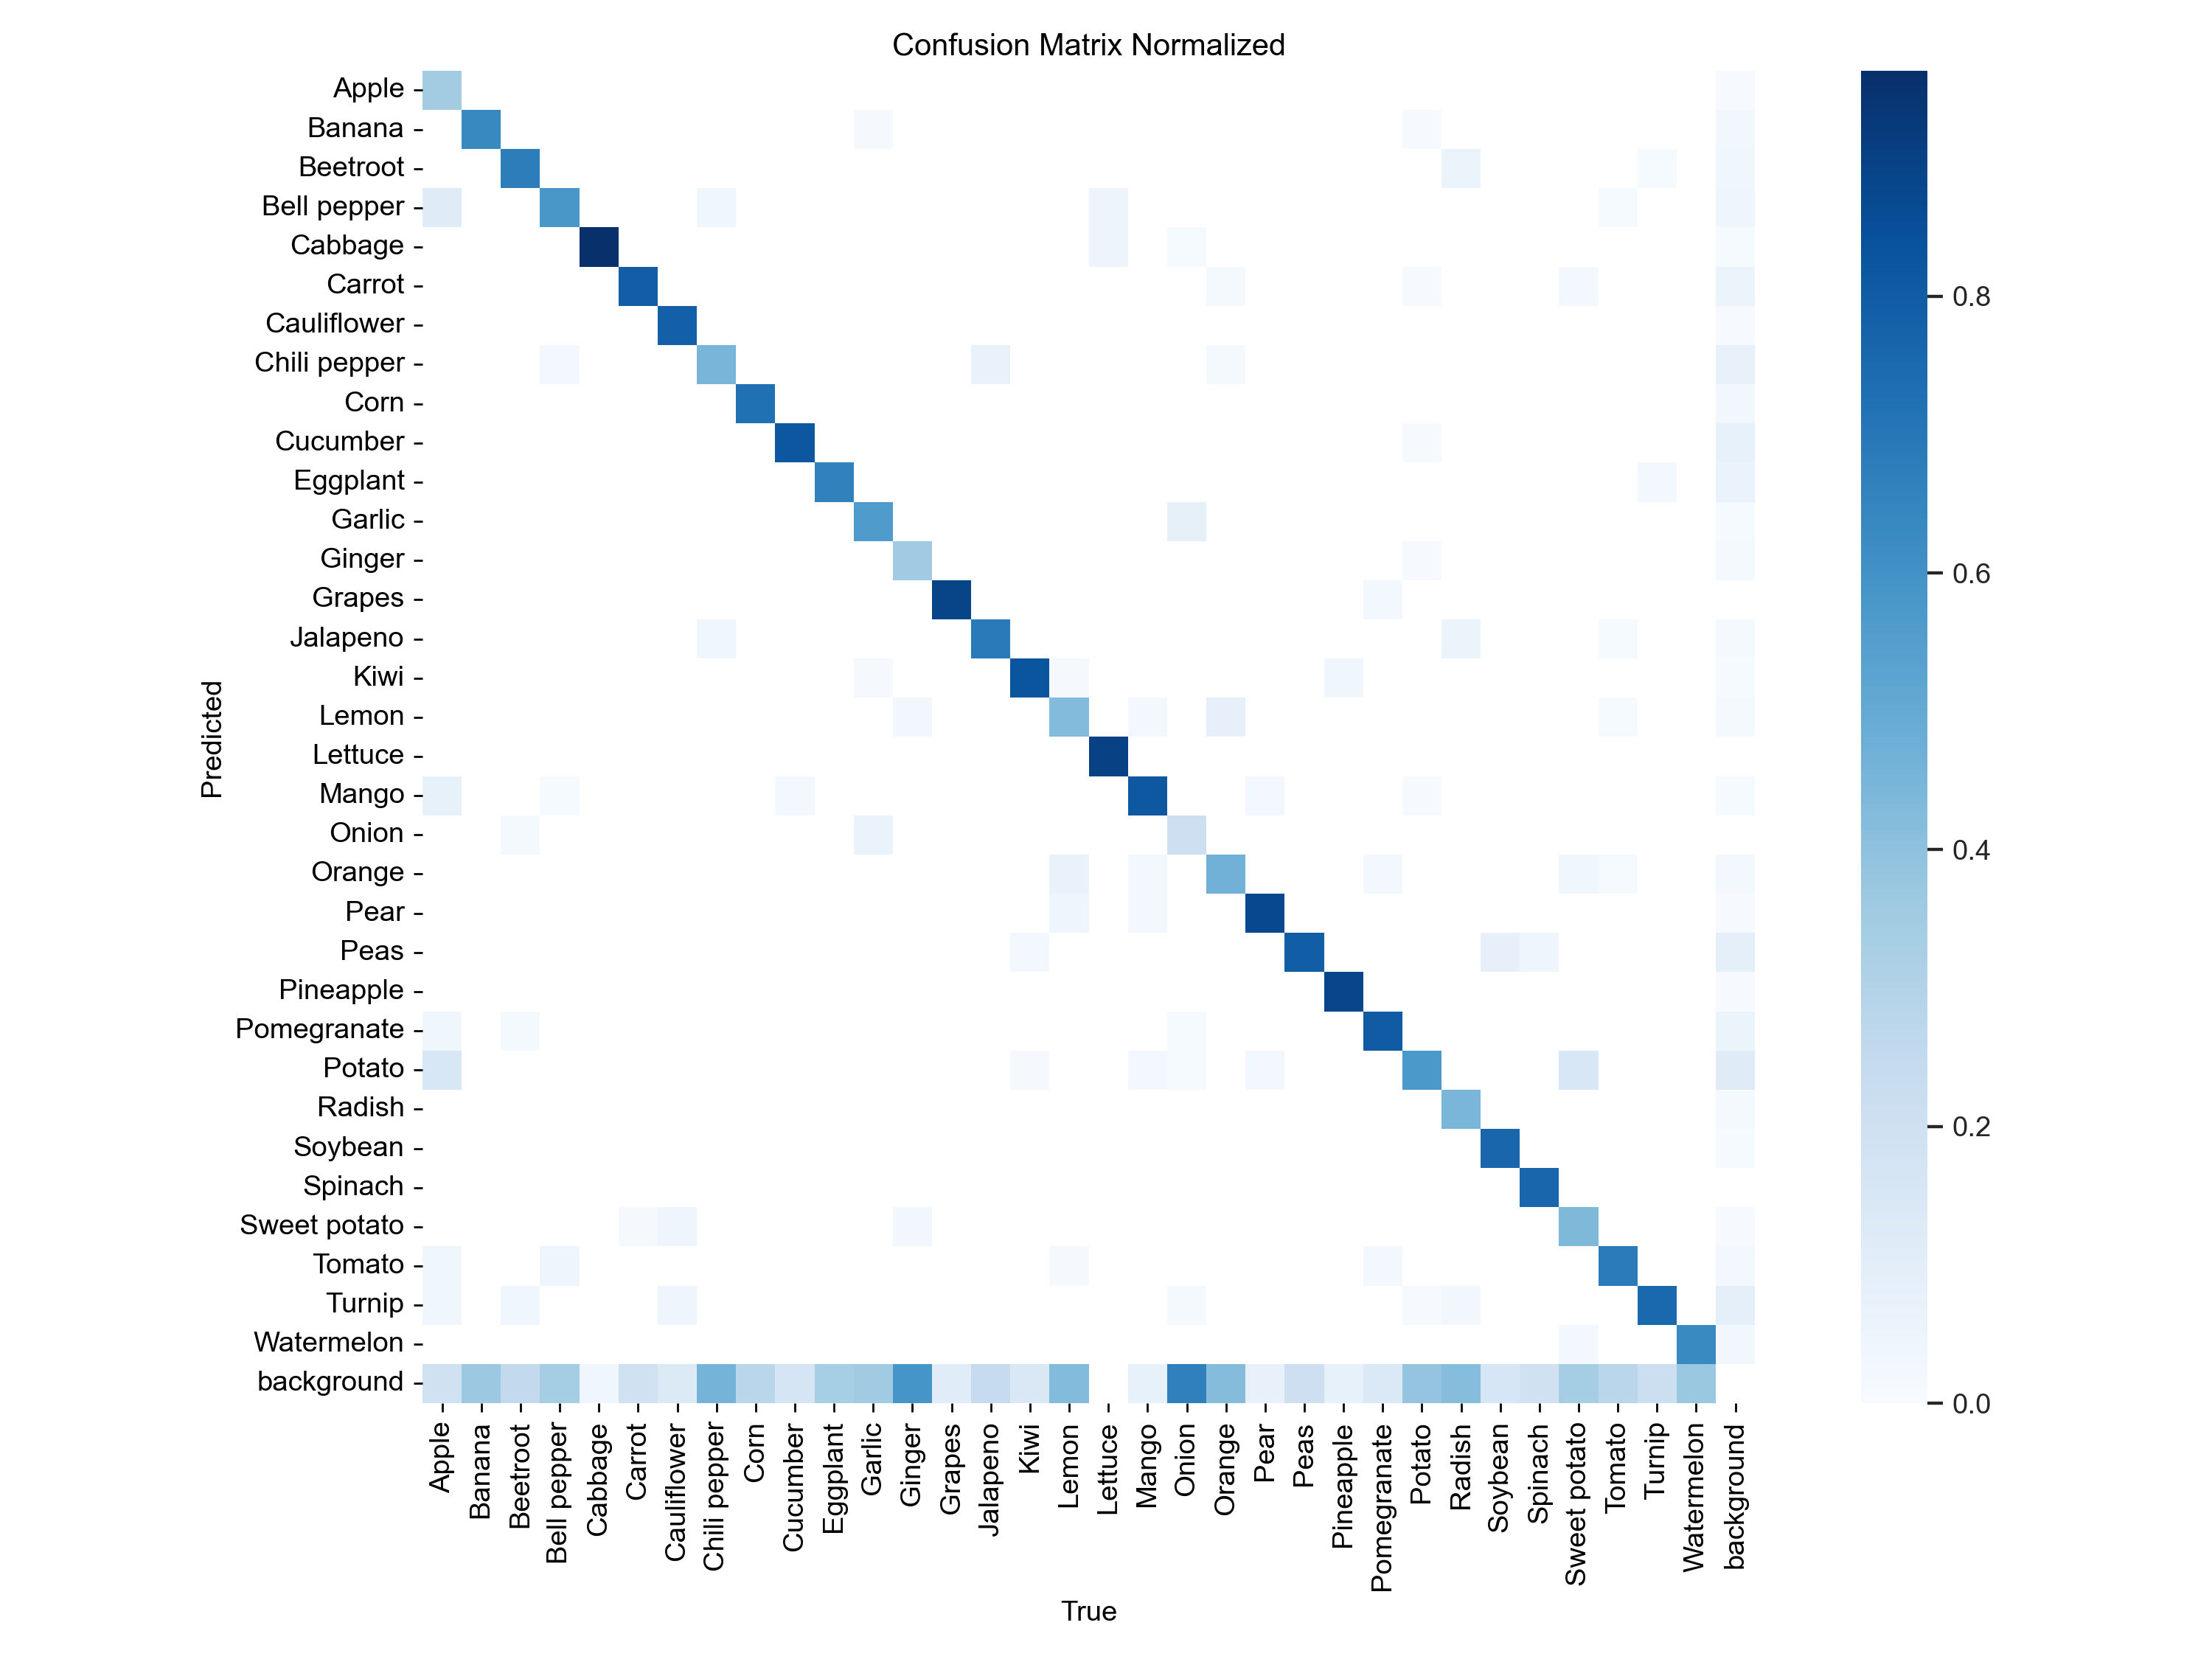 Confusion Matrix Normalized
Predicted
Apple
Banana
Beetroot
Bell pepper
Cabbage
Carrot
Cauliflower
Chili pepper
Corn
Cucumber
Eggplant
Garlic
Ginger
Grapes
Jalapeno
Kiwi
Lemon
Lettuce
Mango
Onion
Orange
Pear
Peas
Pineapple
Pomegranate
Potato
Radish
Soybean
Spinach
Sweet potato
Tomato
Turnip
Watermelon
background
Apple
Banana
Beetroot
Bell pepper
Cabbage
Carrot
Cauliflower
Chili pepper
Corn
Cucumber
Eggplant
Garlic
Ginger
Grapes
Jalapeno
Kiwi
Lemon
Lettuce
Mango
Onion
Orange
Pear
Peas
Pineapple
Pomegranate
Potato
Radish
Soybean
Spinach
Sweet potato
Tomato
Turnip
Watermelon
background
True
0.8
0.6
0.4
0.2
0.0